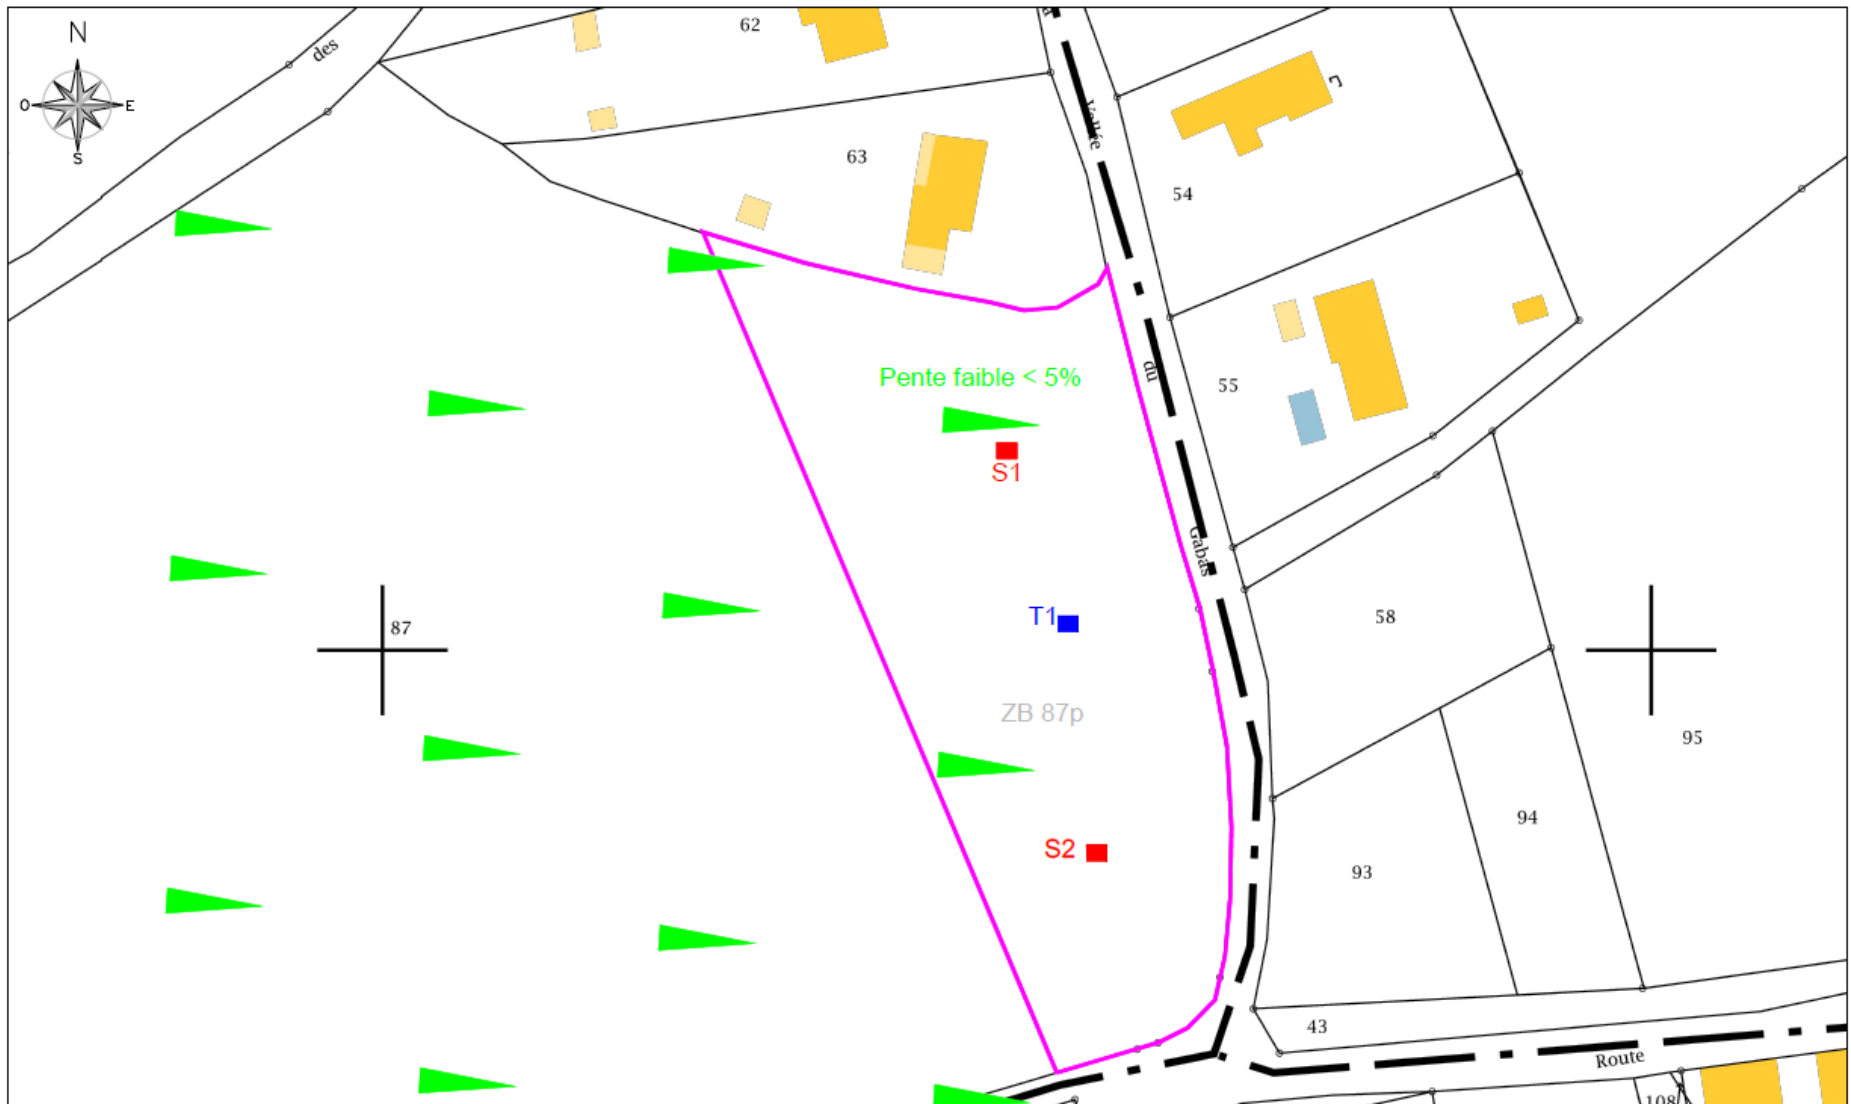 N
O
E
S
des
62
63
Vallée
54
Pente faible < 5%
du
55
S1
Gabas
T1
87
58
ZB 87p
95
94
S2
93
43
Route
108